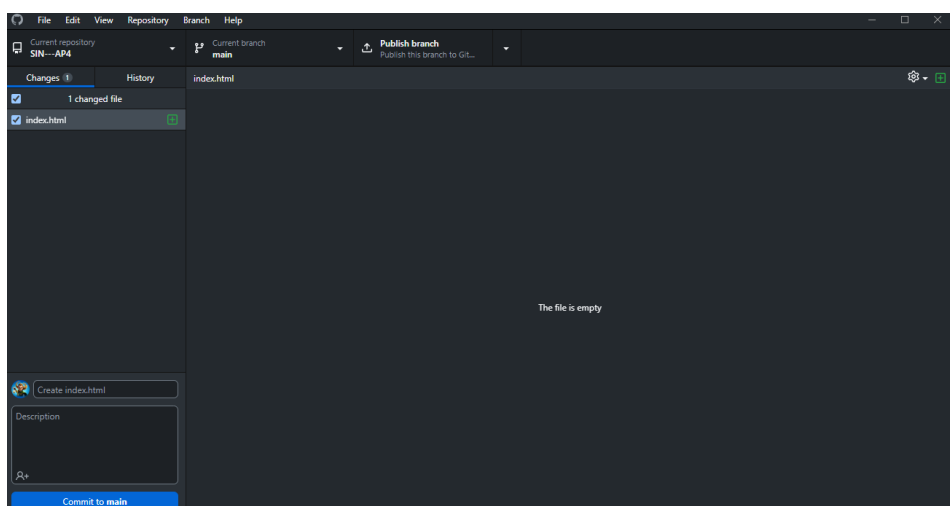 File Edit View Repository Branch Help
Current repository
SIN---AP4
Current branch
main
Publish branch
Publish this branch to Git...
Changes 1
History
index.html
1 changed file
index.html
The file is empty
Create index.html
Description
Commit to main